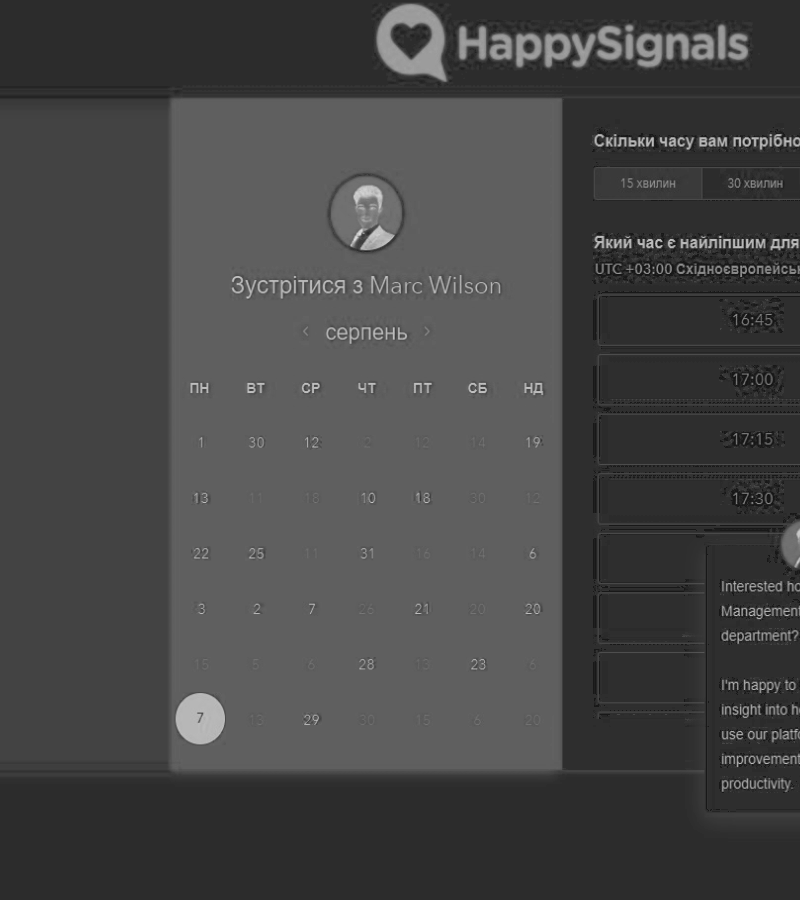 HappySignals
Зустрітися з Marc Wilson
‹ серпень ›
ПН ВТ СР ЧТ ПТ СБ НД
1 30 12 2 12 14 19
13 11 18 10 18 30 12
22 25 11 31 16 14 6
3 2 7 26 21 20 20
15 5 6 28 13 23 6
7 13 29 30 15 6 20
Скільки часу вам потрібно
15 хвилин 30 хвилин
Який час є найліпшим для
UTC +03:00 Східноєвропейськ
16:45
17:00
17:15
17:30
Interested ho
Management
department?
I'm happy to
insight into h
use our platfo
improvement
productivity.